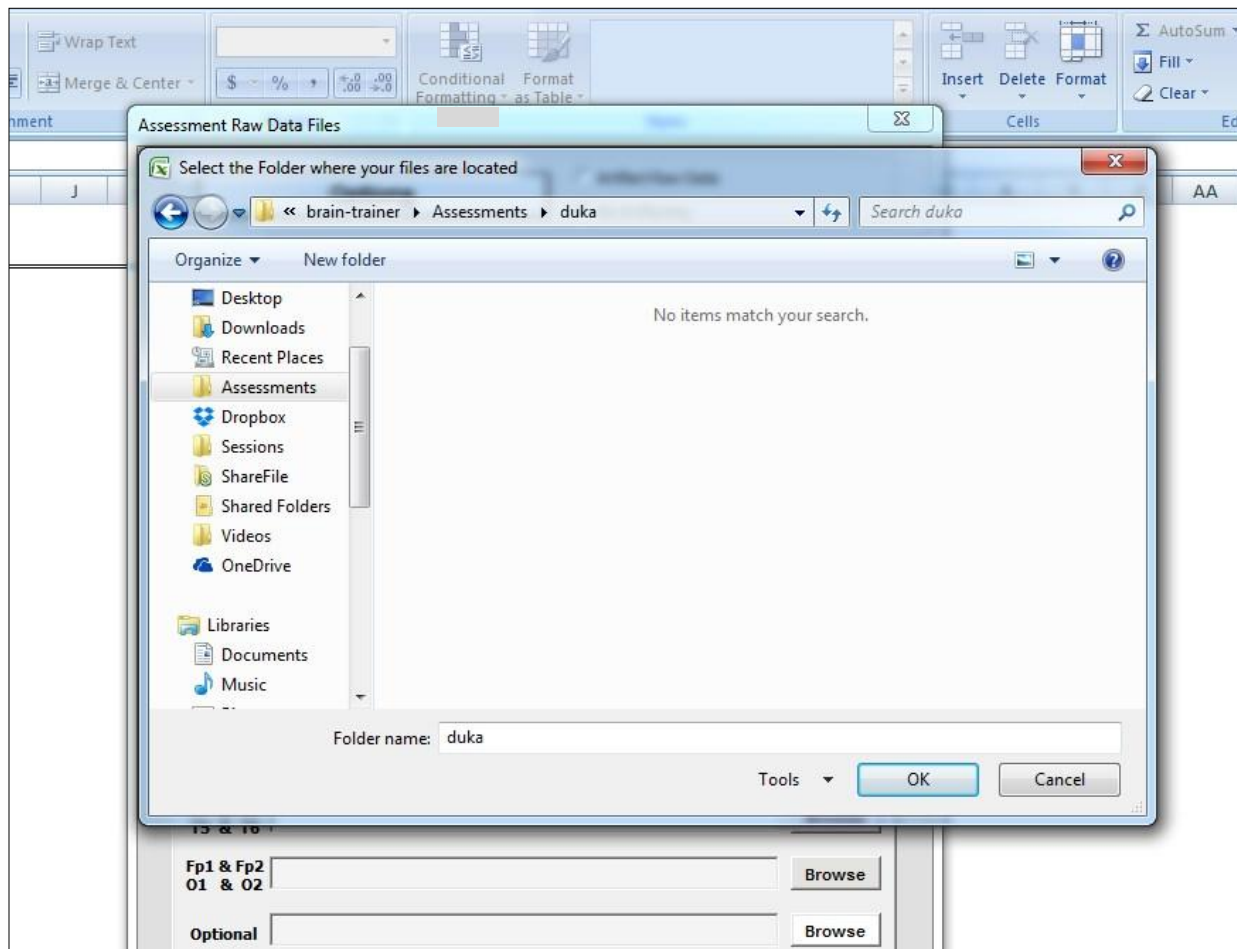 Wrap Text
Merge & Center
$ % ,
Conditional Formatting
Format as Table
Insert Delete Format
Σ AutoSum
Fill
Clear
Cells
Assessment Raw Data Files
Select the Folder where your files are located
J
AA
« brain-trainer Assessments duka
Search duka
Organize
New folder
Desktop
Downloads
Recent Places
Assessments
Dropbox
Sessions
ShareFile
Shared Folders
Videos
OneDrive
Libraries
Documents
Music
No items match your search.
Folder name: duka
Tools
OK
Cancel
T5 & T6
Fp1 & Fp2
O1 & O2
Browse
Optional
Browse